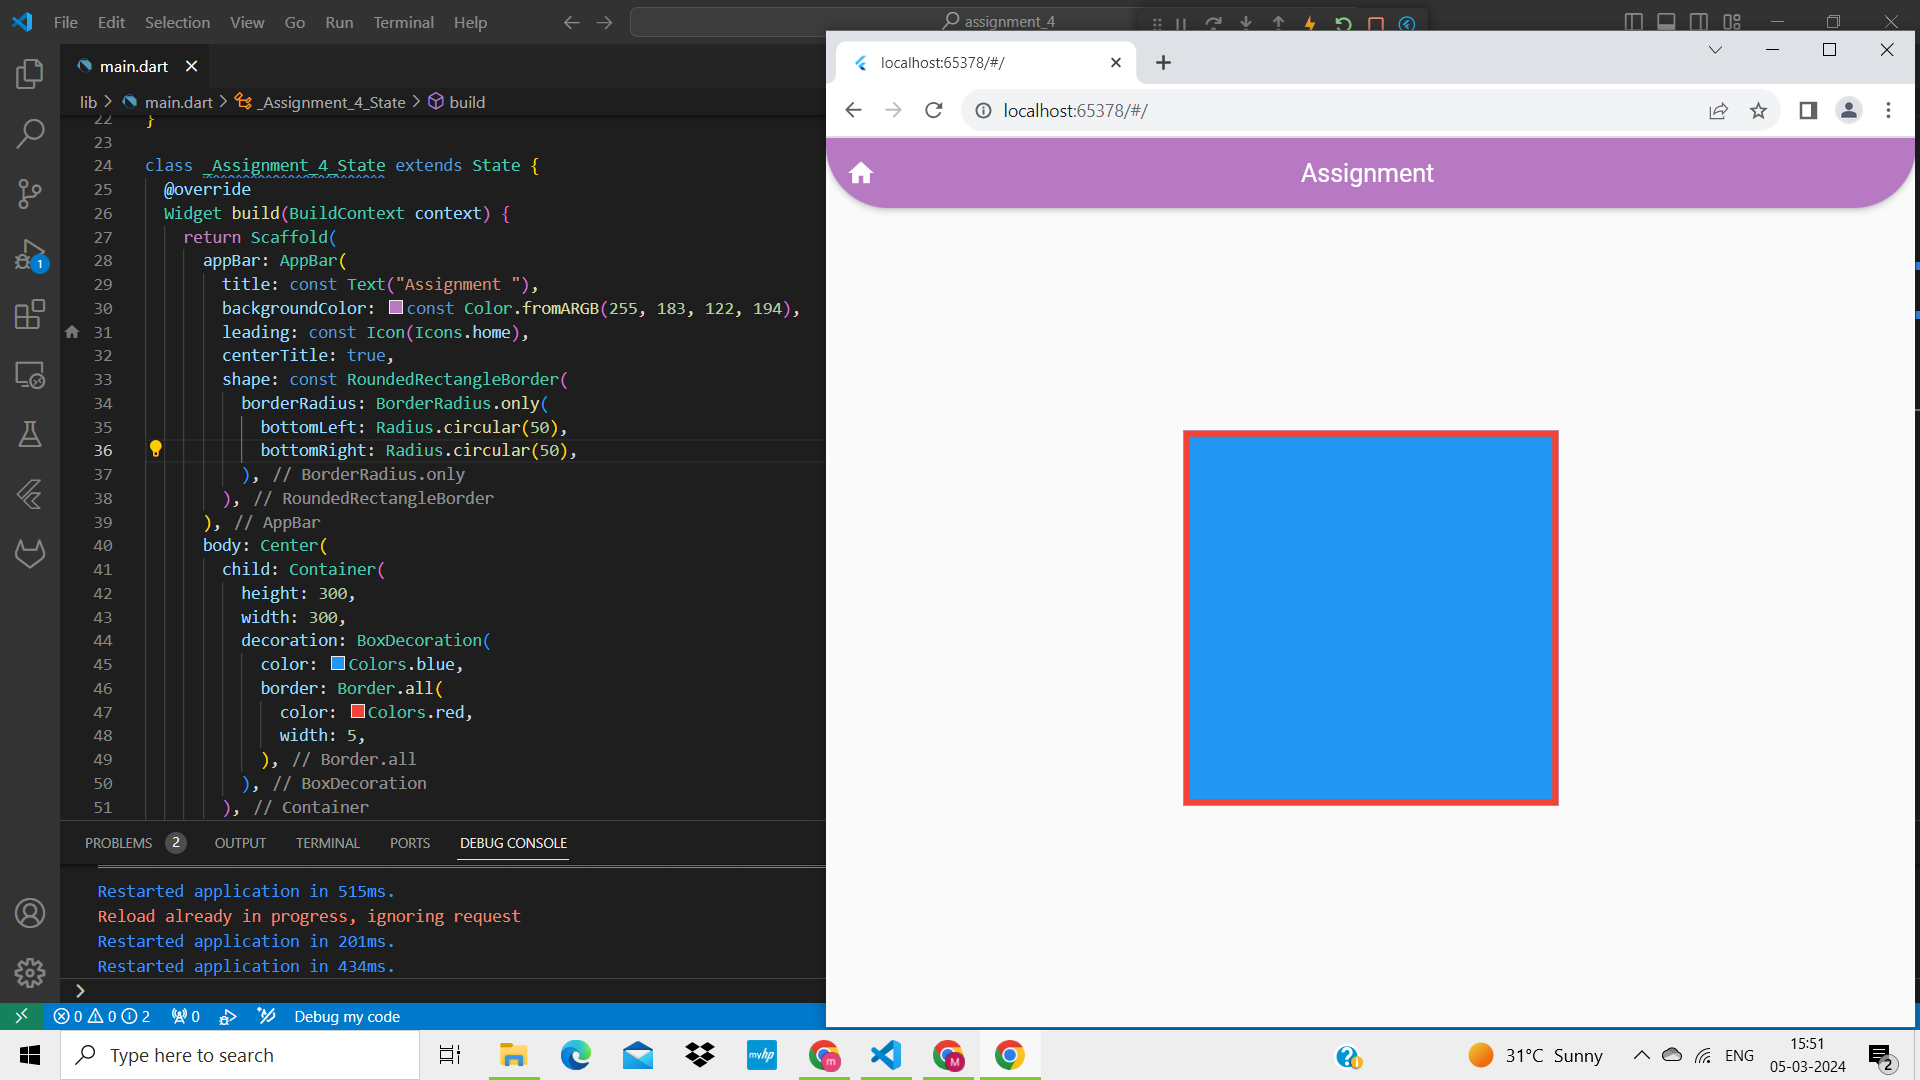 File Edit Selection View Go Run Terminal Help
assignment_4
main.dart
lib > main.dart > _Assignment_4_State > build
22 }
23
24 class _Assignment_4_State extends State {
25 @override
26 Widget build(BuildContext context) {
27 return Scaffold(
28 appBar: AppBar(
29 title: const Text("Assignment "),
30 backgroundColor: const Color.fromARGB(255, 183, 122, 194),
31 leading: const Icon(Icons.home),
32 centerTitle: true,
33 shape: const RoundedRectangleBorder(
34 borderRadius: BorderRadius.only(
35 bottomLeft: Radius.circular(50),
36 bottomRight: Radius.circular(50),
37 ), // BorderRadius.only
38 ), // RoundedRectangleBorder
39 ), // AppBar
40 body: Center(
41 child: Container(
42 height: 300,
43 width: 300,
44 decoration: BoxDecoration(
45 color: Colors.blue,
46 border: Border.all(
47 color: Colors.red,
48 width: 5,
49 ), // Border.all
50 ), // BoxDecoration
51 ), // Container
1
PROBLEMS 2 OUTPUT TERMINAL PORTS DEBUG CONSOLE
Restarted application in 515ms.
Reload already in progress, ignoring request
Restarted application in 201ms.
Restarted application in 434ms.
>
0 0 2 0 Debug my code
localhost:65378/#/
localhost:65378/#/
Assignment
Type here to search
myhp
m
M
31°C Sunny
ENG
15:51
05-03-2024
2